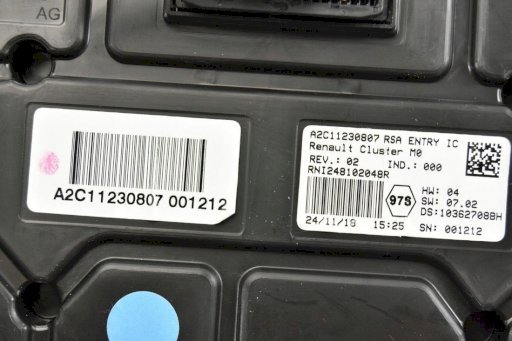 AG
A2C11230807 001212
A2C11230807 RSA ENTRY IC
Renault Cluster M0
REV.: 02 IND.: 000
RNI248102048R
97S
HW: 04
SW: 07.02
DS:103627088H
24/11/18 15:25 SN: 001212